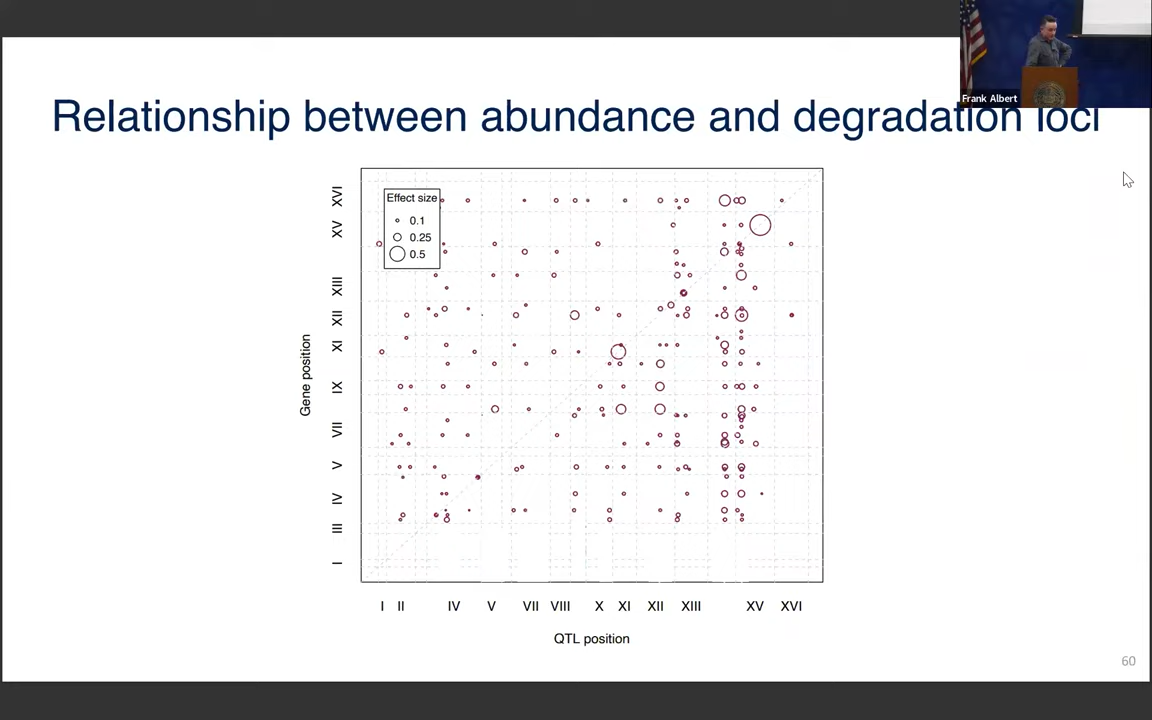 Frank Albert
Relationship between abundance and degradation loci
Effect size
0.1
0.25
0.5
Gene position
XVI
XV
XIII
XII
XI
IX
VII
V
IV
III
I
I II IV V VII VIII X XI XII XIII XV XVI
QTL position
60